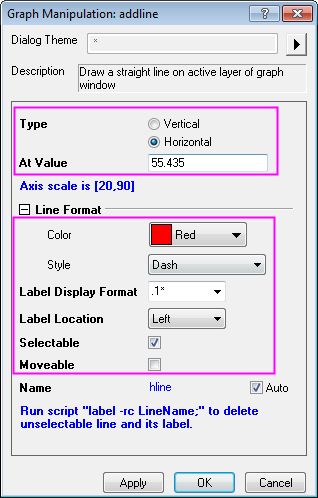 Graph Manipulation: addline
Dialog Theme *
Description Draw a straight line on active layer of graph
window
Type Vertical
Horizontal
At Value 55.435
Axis scale is [20,90]
Line Format
Color Red
Style Dash
Label Display Format .1*
Label Location Left
Selectable
Moveable
Name hline Auto
Run script "label -rc LineName;" to delete
unselectable line and its label.
Apply OK Cancel